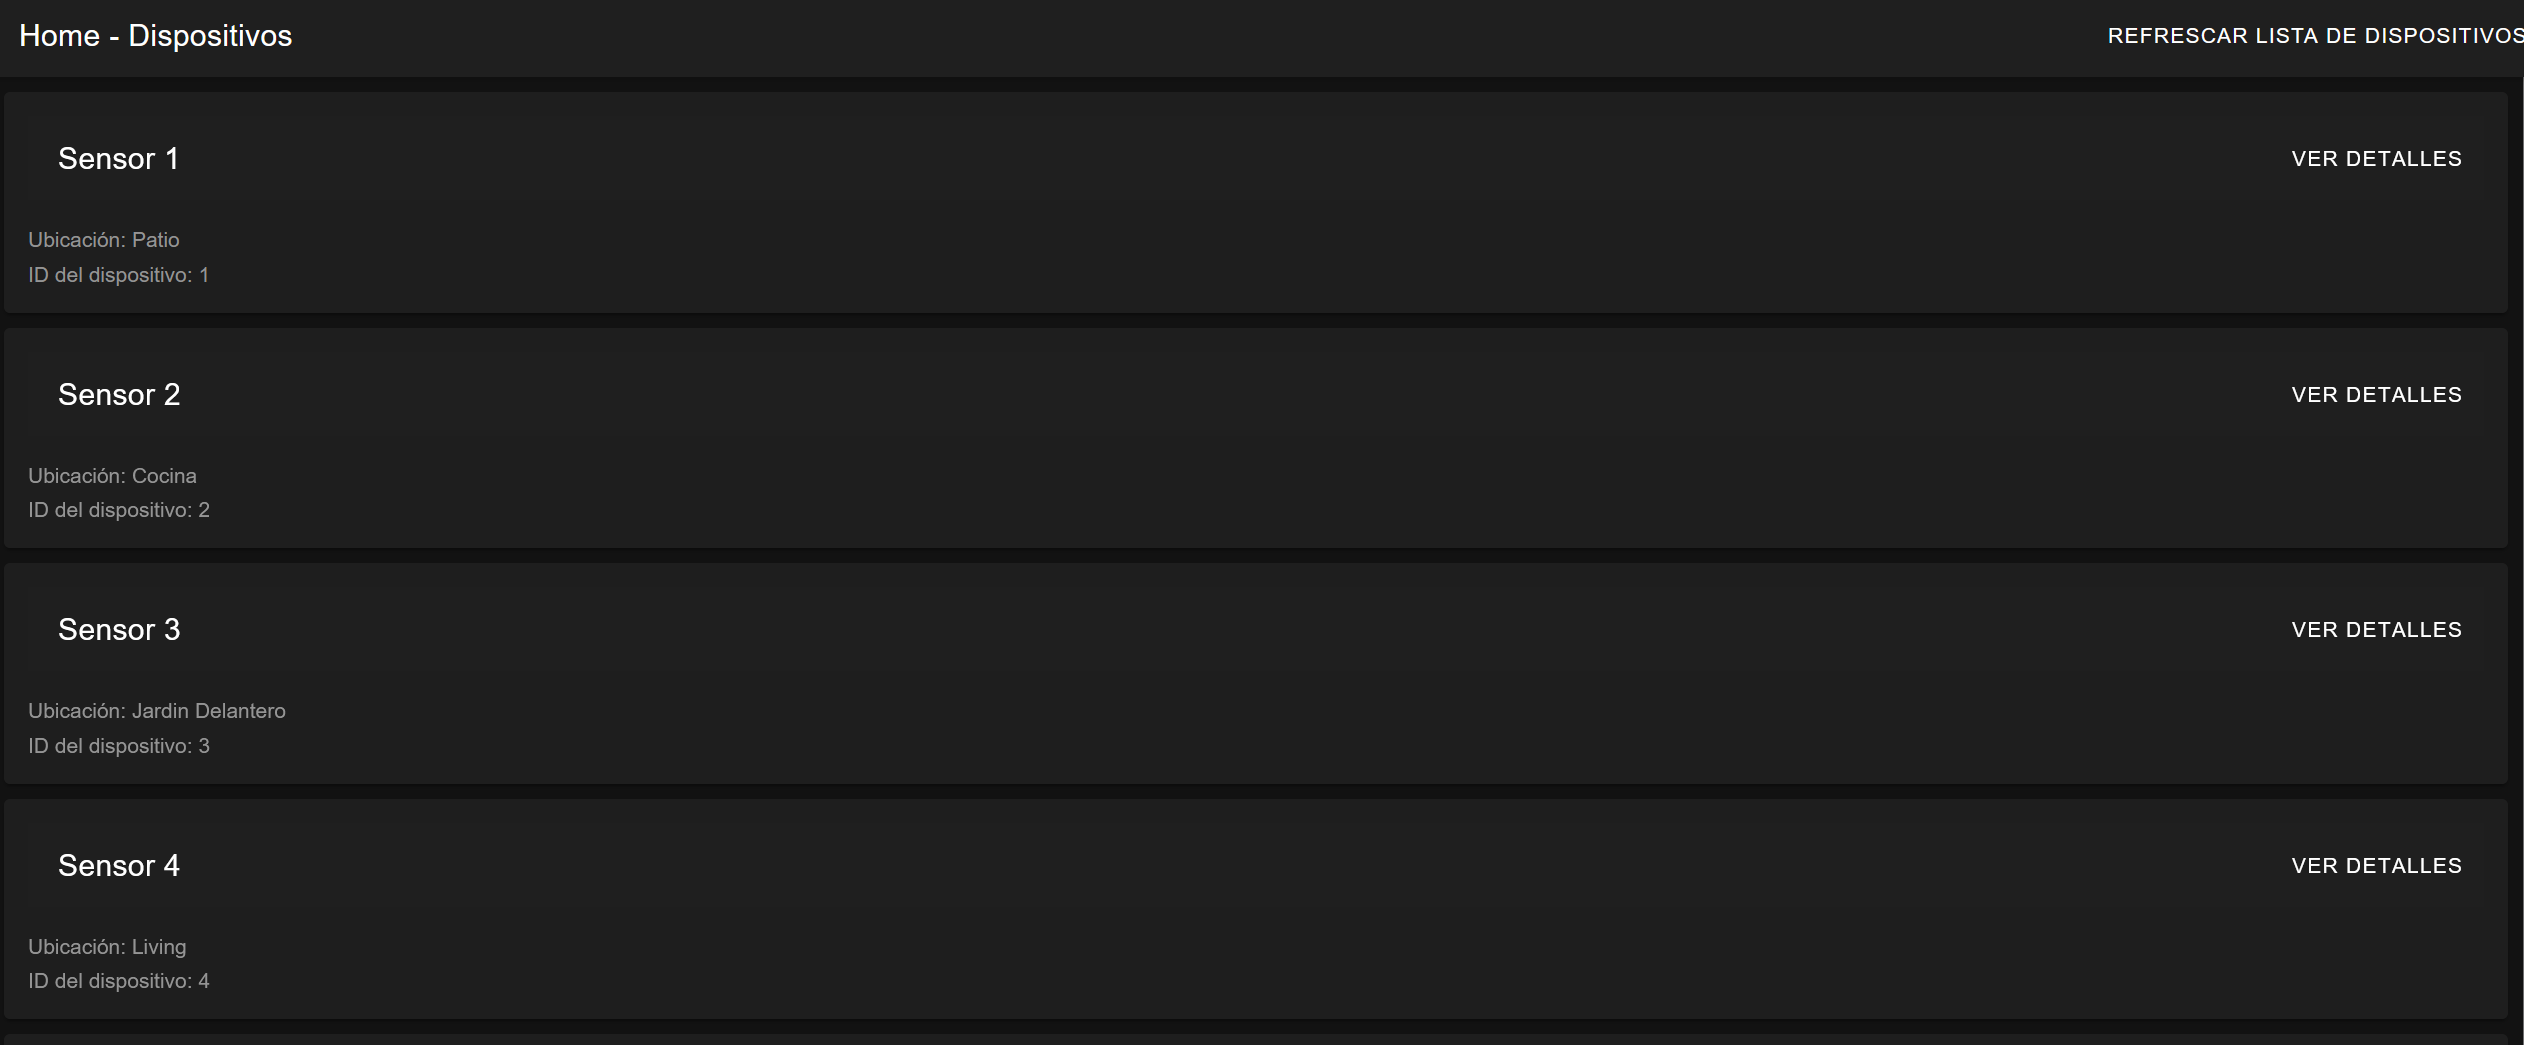 Home - Dispositivos
REFRESCAR LISTA DE DISPOSITIVOS
Sensor 1
VER DETALLES
Ubicación: Patio
ID del dispositivo: 1
Sensor 2
VER DETALLES
Ubicación: Cocina
ID del dispositivo: 2
Sensor 3
VER DETALLES
Ubicación: Jardin Delantero
ID del dispositivo: 3
Sensor 4
VER DETALLES
Ubicación: Living
ID del dispositivo: 4